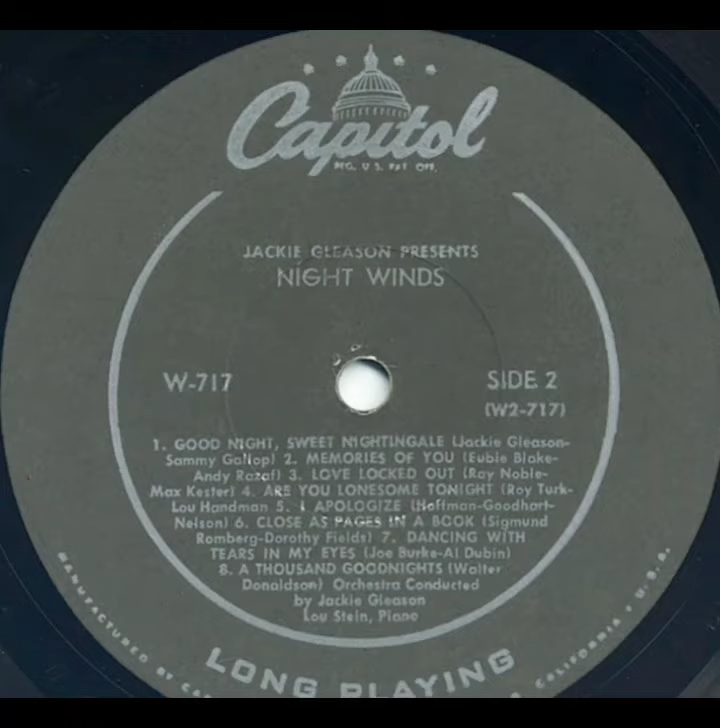 Capitol
REG. U. S. PAT. OFF.
JACKIE GLEASON PRESENTS
NIGHT WINDS
W-717
SIDE 2
(W2-717)
1. GOOD NIGHT, SWEET NIGHTINGALE (Jackie Gleason-
Sammy Gallop) 2. MEMORIES OF YOU (Eubie Blake-
Andy Razaf) 3. LOVE LOCKED OUT (Ray Noble-
Max Kester) 4. ARE YOU LONESOME TONIGHT (Roy Turk-
Lou Handman 5. I APOLOGIZE (Hoffman-Goodhart-
Nelson) 6. CLOSE AS PAGES IN A BOOK (Sigmund
Romberg-Dorothy Fields) 7. DANCING WITH
TEARS IN MY EYES (Joe Burke-Al Dubin)
8. A THOUSAND GOODNIGHTS (Walter
Donaldson) Orchestra Conducted
by Jackie Gleason
Lou Stein, Piano
LONG PLAYING
MANUFACTURED BY
CALIFORNIA • U.S.A.